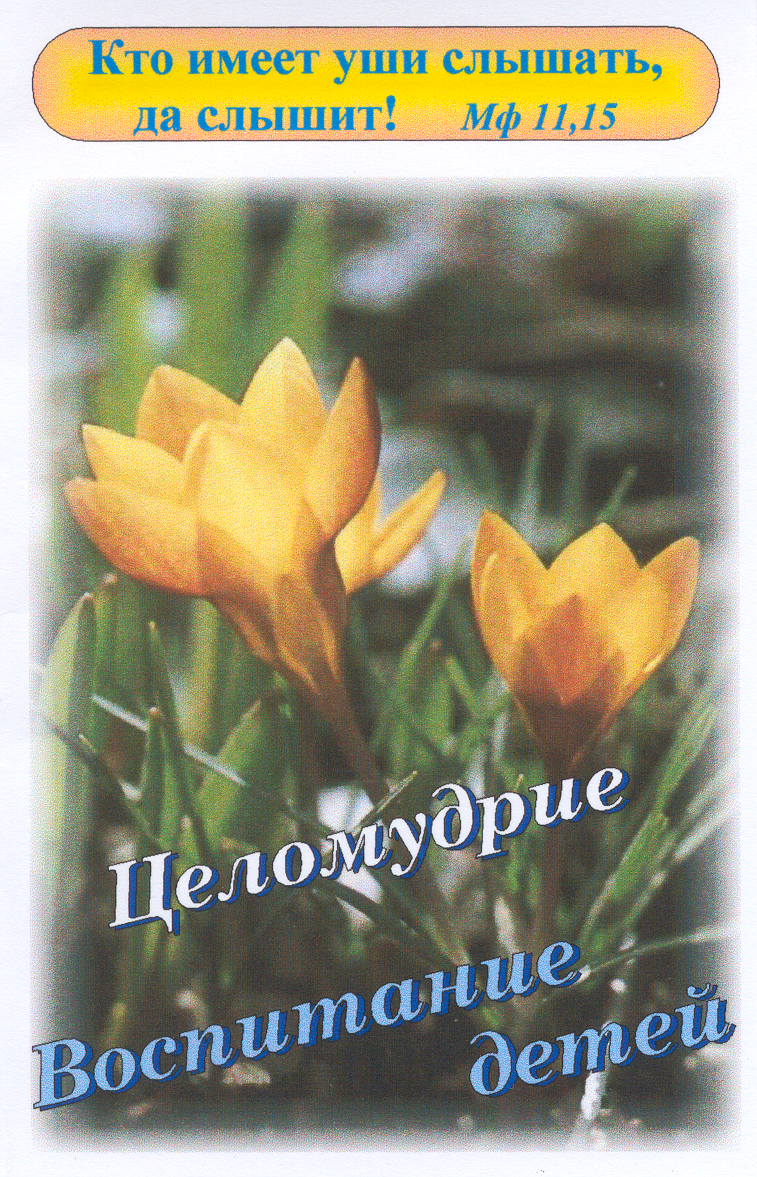 Кто имеет уши слышать,
да слышит! Мф 11,15
Целомудрие
Воспитание
детей